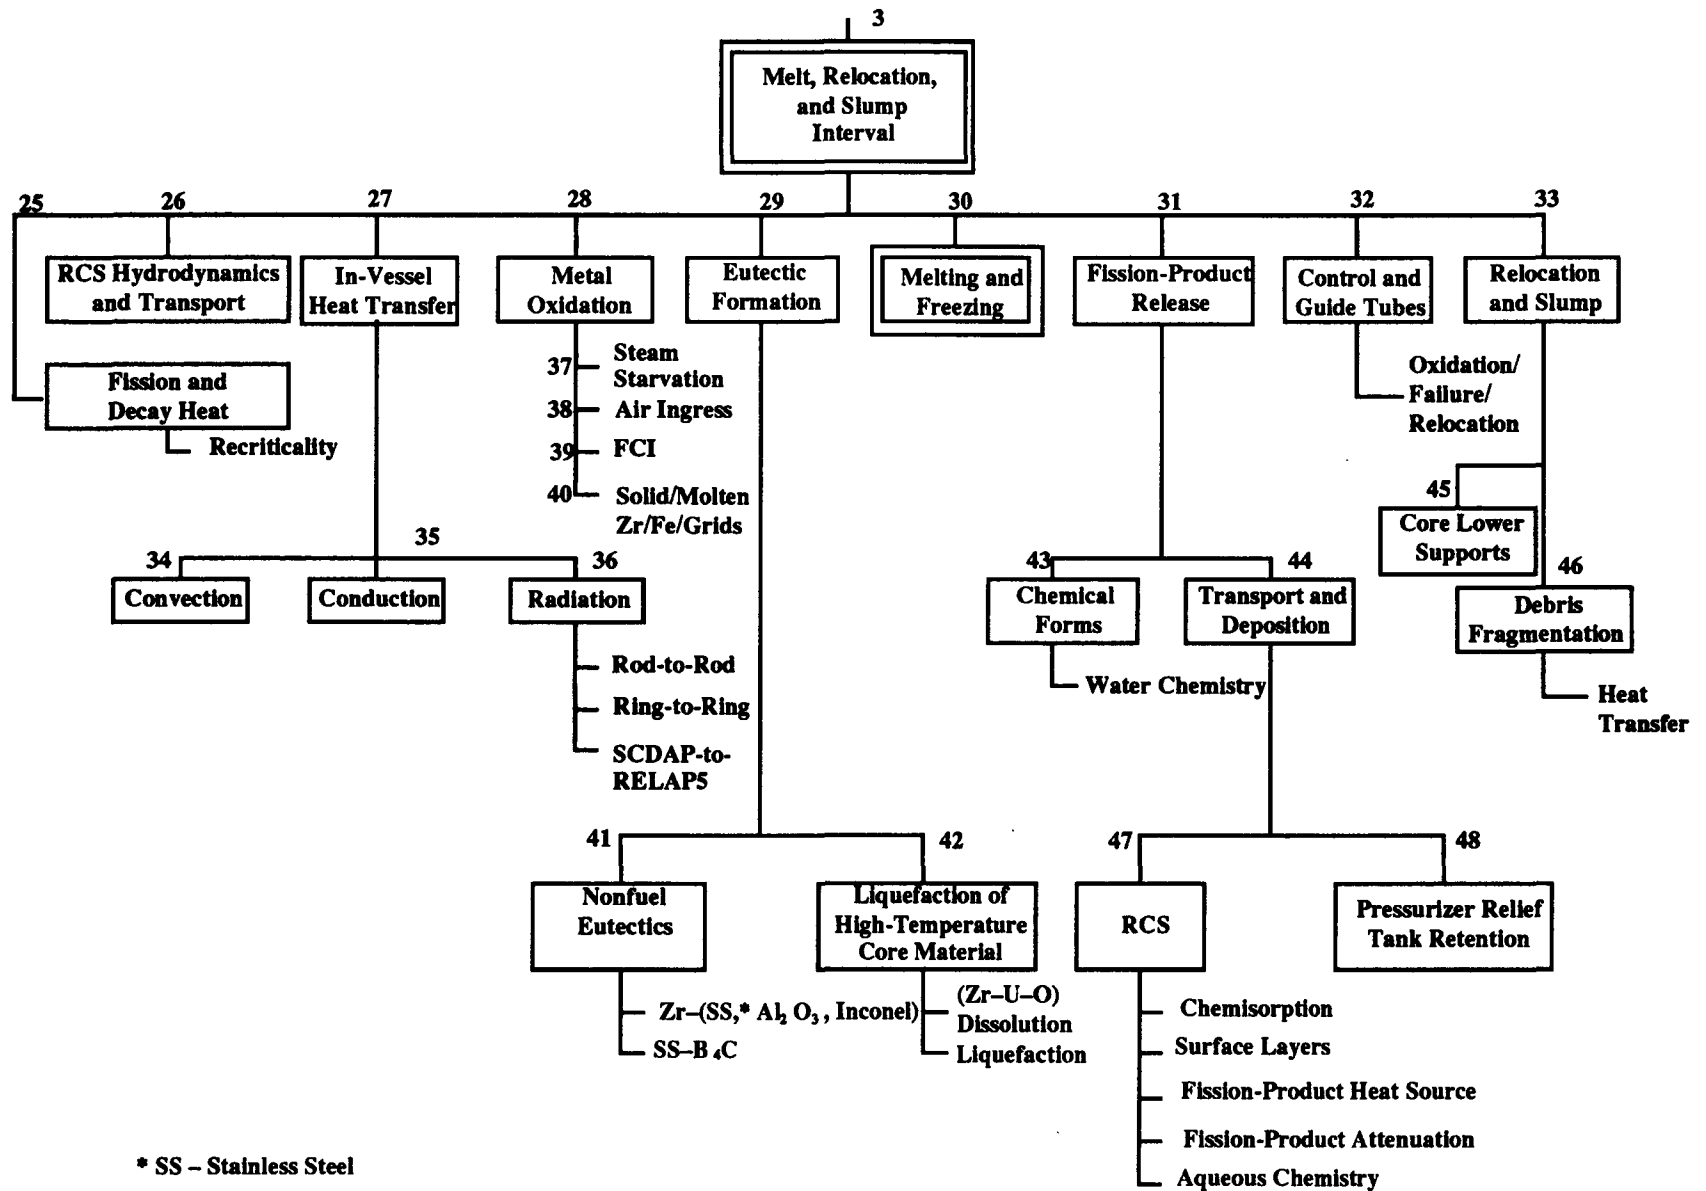 3
Melt, Relocation,
and Slump
Interval
25
26
27
28
29
30
31
32
33
RCS Hydrodynamics
and Transport
In-Vessel
Heat Transfer
Metal
Oxidation
Eutectic
Formation
Melting and
Freezing
Fission-Product
Release
Control and
Guide Tubes
Relocation
and Slump
Fission and
Decay Heat
Recriticality
37
Steam
Starvation
38
Air Ingress
39
FCI
40
Solid/Molten
Zr/Fe/Grids
Oxidation/
Failure/
Relocation
34
35
36
Convection
Conduction
Radiation
Rod-to-Rod
Ring-to-Ring
SCDAP-to-
RELAP5
43
44
Chemical
Forms
Transport and
Deposition
Water Chemistry
45
Core Lower
Supports
46
Debris
Fragmentation
Heat
Transfer
41
42
Nonfuel
Eutectics
Liquefaction of
High-Temperature
Core Material
Zr–(SS,* Al₂ O₃ , Inconel)
SS–B₄C
(Zr–U–O)
Dissolution
Liquefaction
47
48
RCS
Pressurizer Relief
Tank Retention
Chemisorption
Surface Layers
Fission-Product Heat Source
Fission-Product Attenuation
Aqueous Chemistry
* SS – Stainless Steel